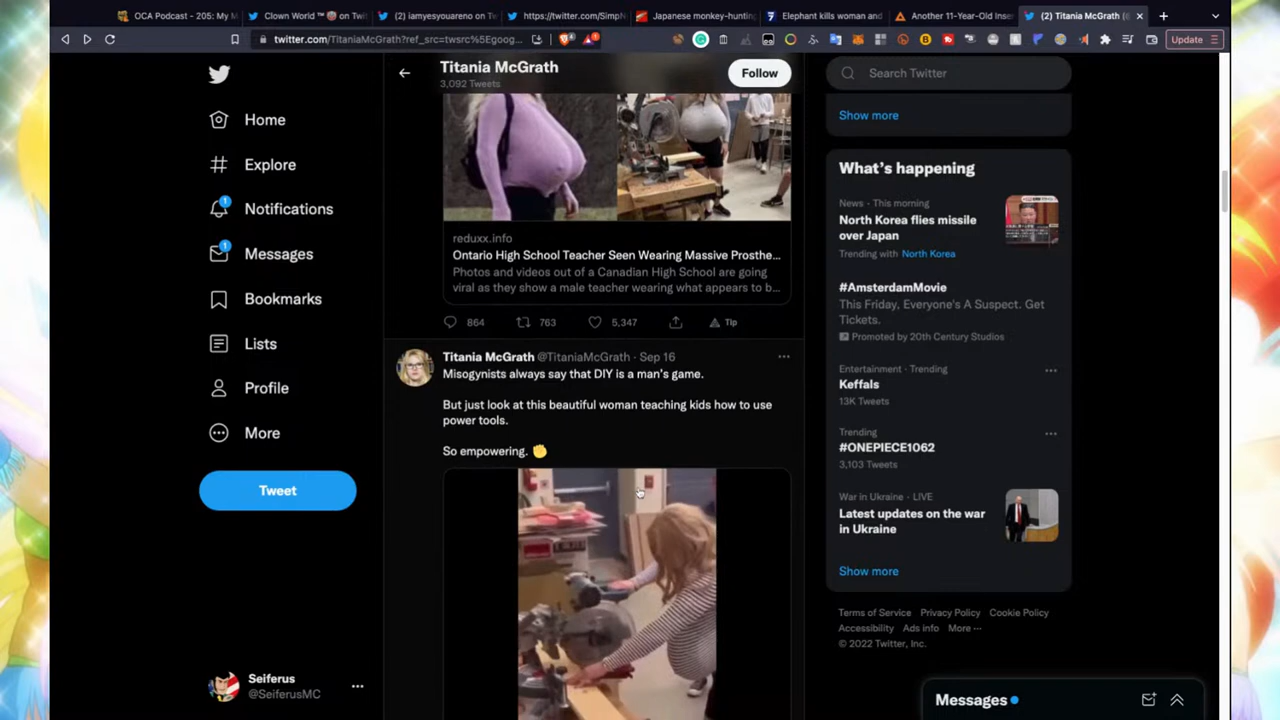 OCA Podcast - 205: My M
Clown World ™ 🤡 on Twit
(2) iamyesyouareno on Tw
https://twitter.com/SimpN
Japanese monkey-hunting
Elephant kills woman and
Another 11-Year-Old Inser
(2) Titania McGrath (
twitter.com/TitaniaMcGrath?ref_src=twsrc%5Egoog...
Update
Home
Explore
Notifications
Messages
Bookmarks
Lists
Profile
More
Tweet
Seiferus
@SeiferusMC
Titania McGrath
3,092 Tweets
Follow
reduxx.info
Ontario High School Teacher Seen Wearing Massive Prosthe...
Photos and videos out of a Canadian High School are going
viral as they show a male teacher wearing what appears to b...
864
763
5,347
Tip
Titania McGrath @TitaniaMcGrath · Sep 16
Misogynists always say that DIY is a man's game.
But just look at this beautiful woman teaching kids how to use
power tools.
So empowering. ✊
Search Twitter
Show more
What's happening
News · This morning
North Korea flies missile
over Japan
Trending with North Korea
#AmsterdamMovie
This Friday, Everyone's A Suspect. Get
Tickets.
Promoted by 20th Century Studios
Entertainment · Trending
Keffals
13K Tweets
Trending
#ONEPIECE1062
3,103 Tweets
War in Ukraine · LIVE
Latest updates on the war
in Ukraine
Show more
Terms of Service Privacy Policy Cookie Policy
Accessibility Ads info More ···
© 2022 Twitter, Inc.
Messages